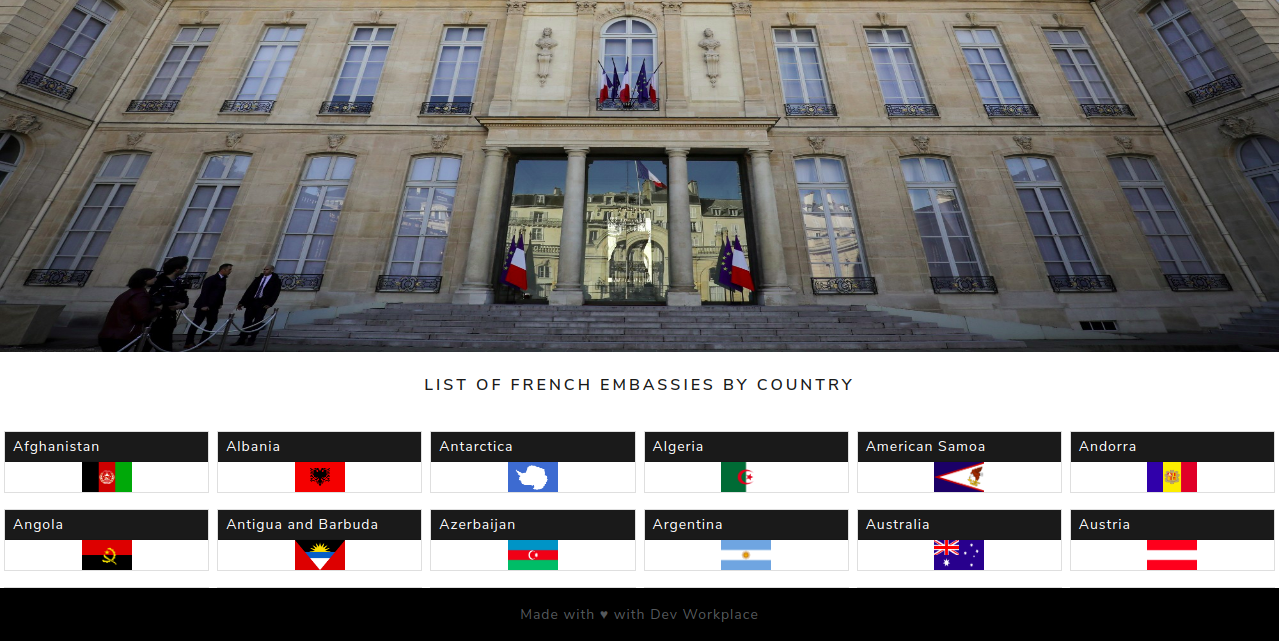 LIST OF FRENCH EMBASSIES BY COUNTRY
Afghanistan
Albania
Antarctica
Algeria
American Samoa
Andorra
Angola
Antigua and Barbuda
Azerbaijan
Argentina
Australia
Austria
Made with ♥ with Dev Workplace